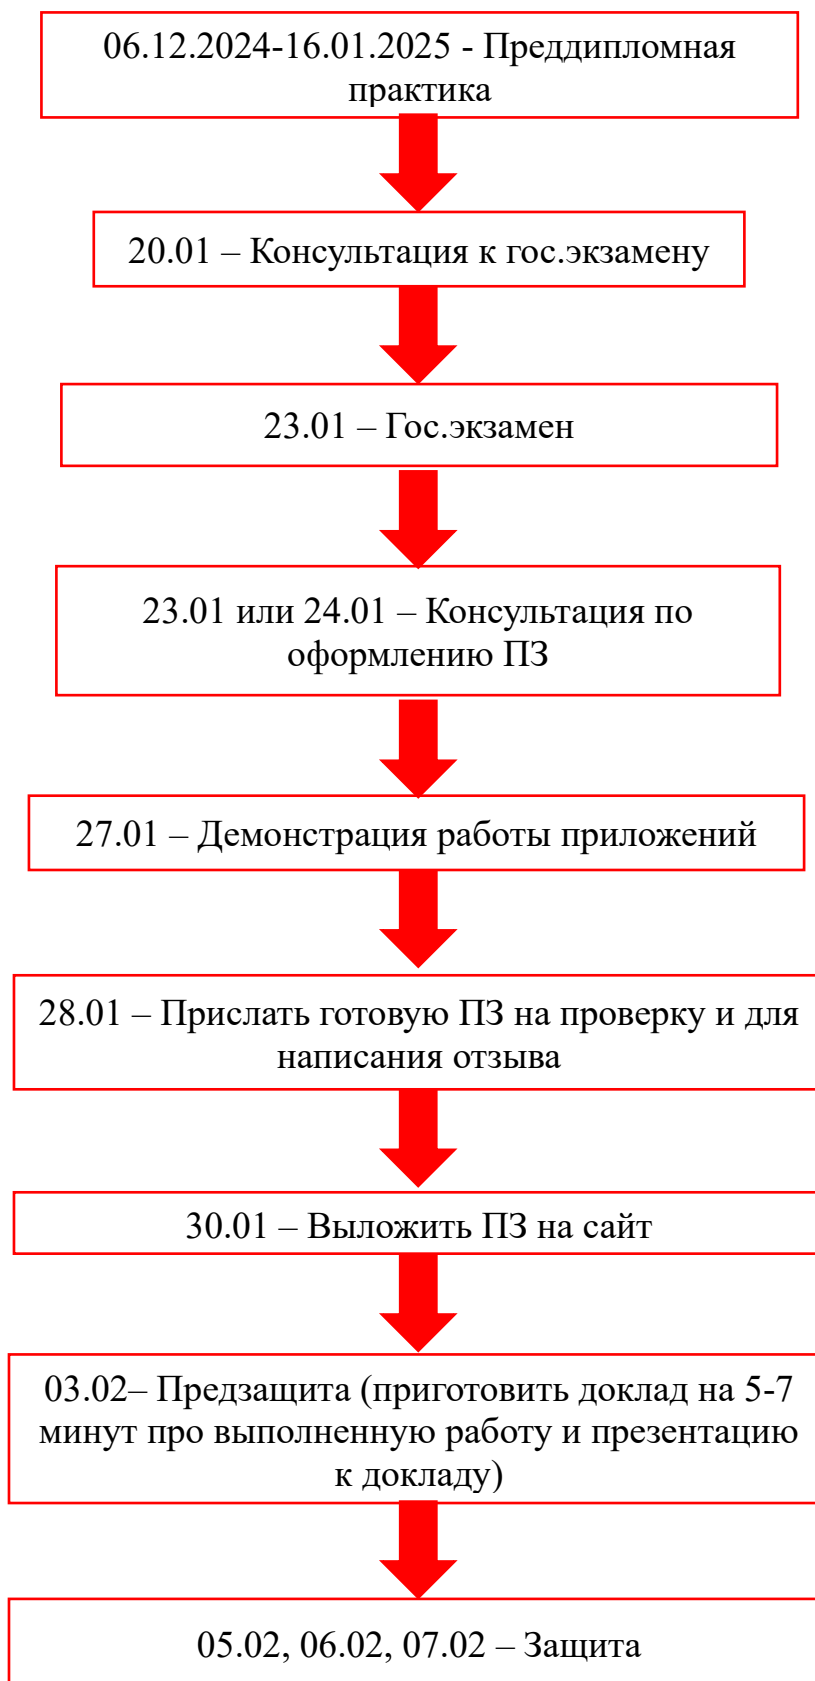 06.12.2024-16.01.2025 - Преддипломная
практика
20.01 – Консультация к гос.экзамену
23.01 – Гос.экзамен
23.01 или 24.01 – Консультация по
оформлению ПЗ
27.01 – Демонстрация работы приложений
28.01 – Прислать готовую ПЗ на проверку и для
написания отзыва
30.01 – Выложить ПЗ на сайт
03.02– Предзащита (приготовить доклад на 5-7
минут про выполненную работу и презентацию
к докладу)
05.02, 06.02, 07.02 – Защита